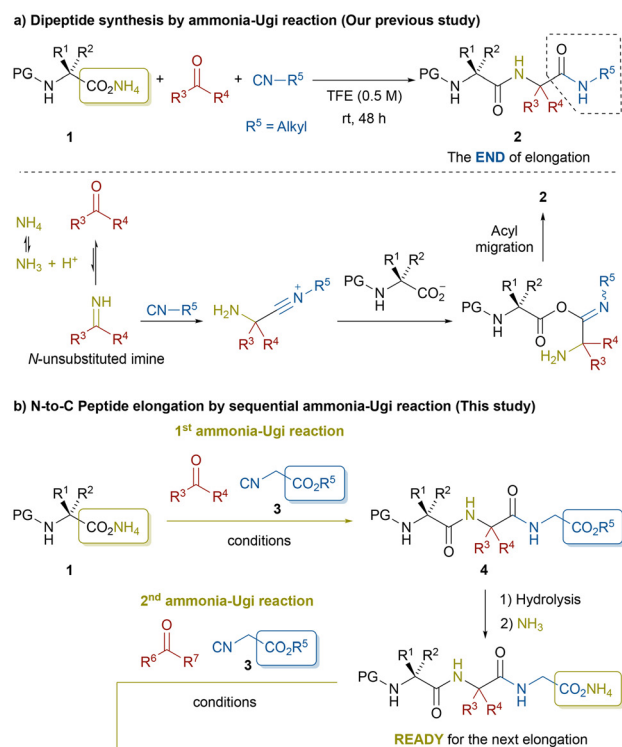 a) Dipeptide synthesis by ammonia-Ugi reaction (Our previous study)
R¹ R²
PG N H CO₂NH₄ + O R³ R⁴ + CN–R⁵
R⁵ = Alkyl
TFE (0.5 M)
rt, 48 h
R¹ R² O
PG N H O H N R³ R⁴ N H R⁵
1
2
The END of elongation
NH₄
NH₃ + H⁺
O
R³ R⁴
NH
R³ R⁴
N-unsubstituted imine
CN–R⁵
H₂N R³ R⁴ N⁺ R⁵
R¹ R²
PG N H CO₂⁻
R¹ R² R⁵
PG N H O O N
H₂N R⁴ R³
Acyl
migration
2
b) N-to-C Peptide elongation by sequential ammonia-Ugi reaction (This study)
1st ammonia-Ugi reaction
O
R³ R⁴
CN CO₂R⁵
3
conditions
R¹ R²
PG N H CO₂NH₄
1
R¹ R² O
PG N H O H N R³ R⁴ N H CO₂R⁵
4
1) Hydrolysis
2) NH₃
2nd ammonia-Ugi reaction
O
R⁶ R⁷
CN CO₂R⁵
3
conditions
R¹ R² O
PG N H O H N R³ R⁴ N H CO₂NH₄
READY for the next elongation